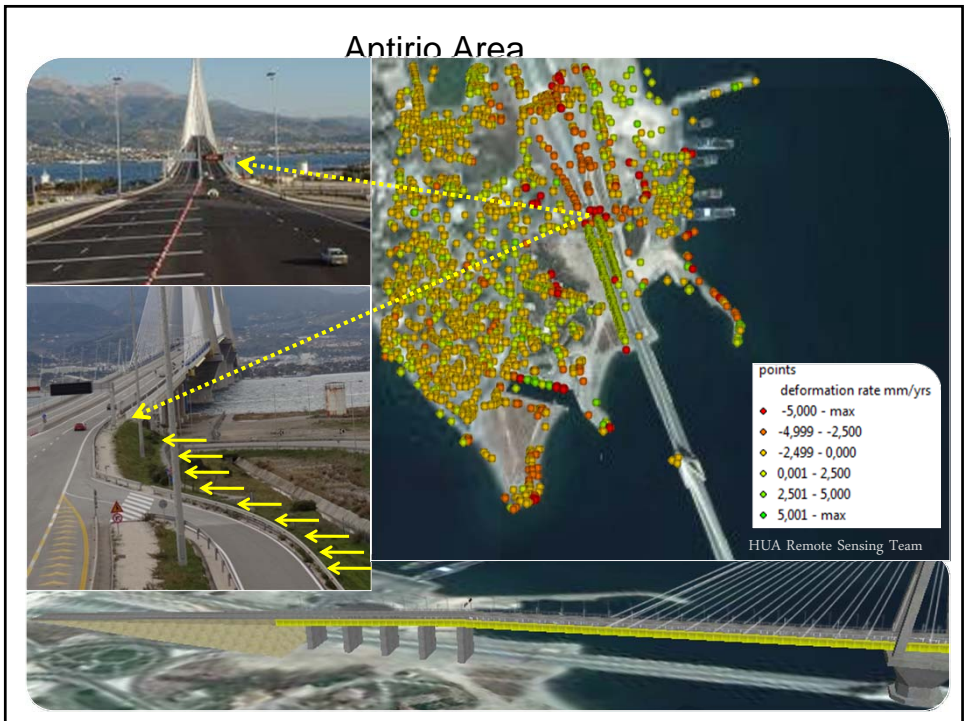 Antirio Area
points
deformation rate mm/yrs
-5,000 - max
-4,999 - -2,500
-2,499 - 0,000
0,001 - 2,500
2,501 - 5,000
5,001 - max
HUA Remote Sensing Team